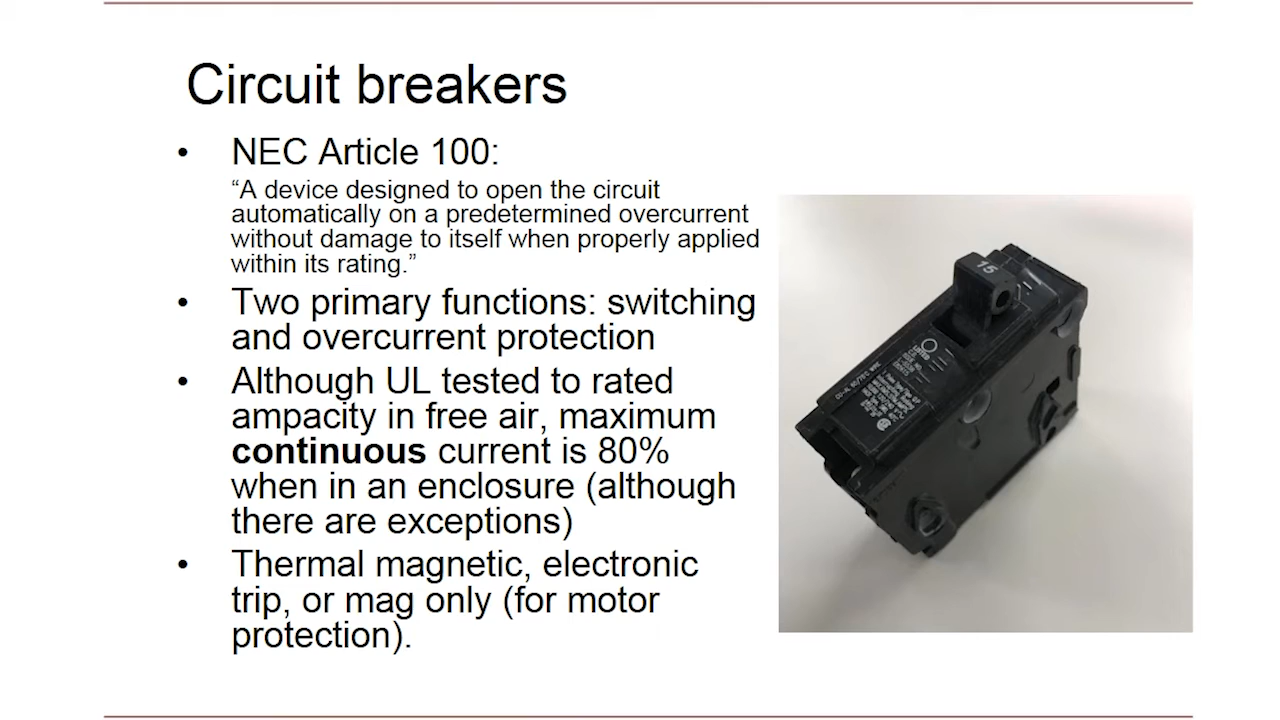 Circuit breakers
• NEC Article 100:
“A device designed to open the circuit
automatically on a predetermined overcurrent
without damage to itself when properly applied
within its rating.”
• Two primary functions: switching
and overcurrent protection
• Although UL tested to rated
ampacity in free air, maximum
continuous current is 80%
when in an enclosure (although
there are exceptions)
• Thermal magnetic, electronic
trip, or mag only (for motor
protection).
15
LISTED